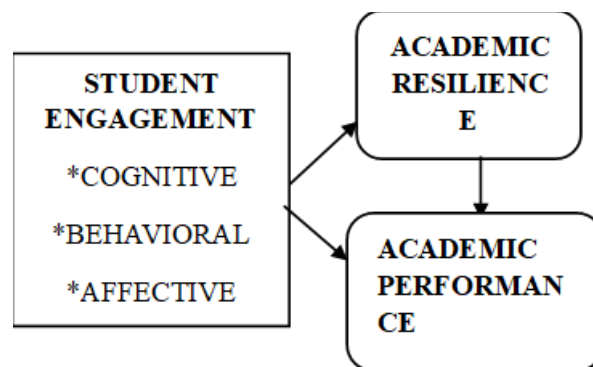 STUDENT
ENGAGEMENT
*COGNITIVE
*BEHAVIORAL
*AFFECTIVE
ACADEMIC
RESILIENC
E
ACADEMIC
PERFORMAN
CE